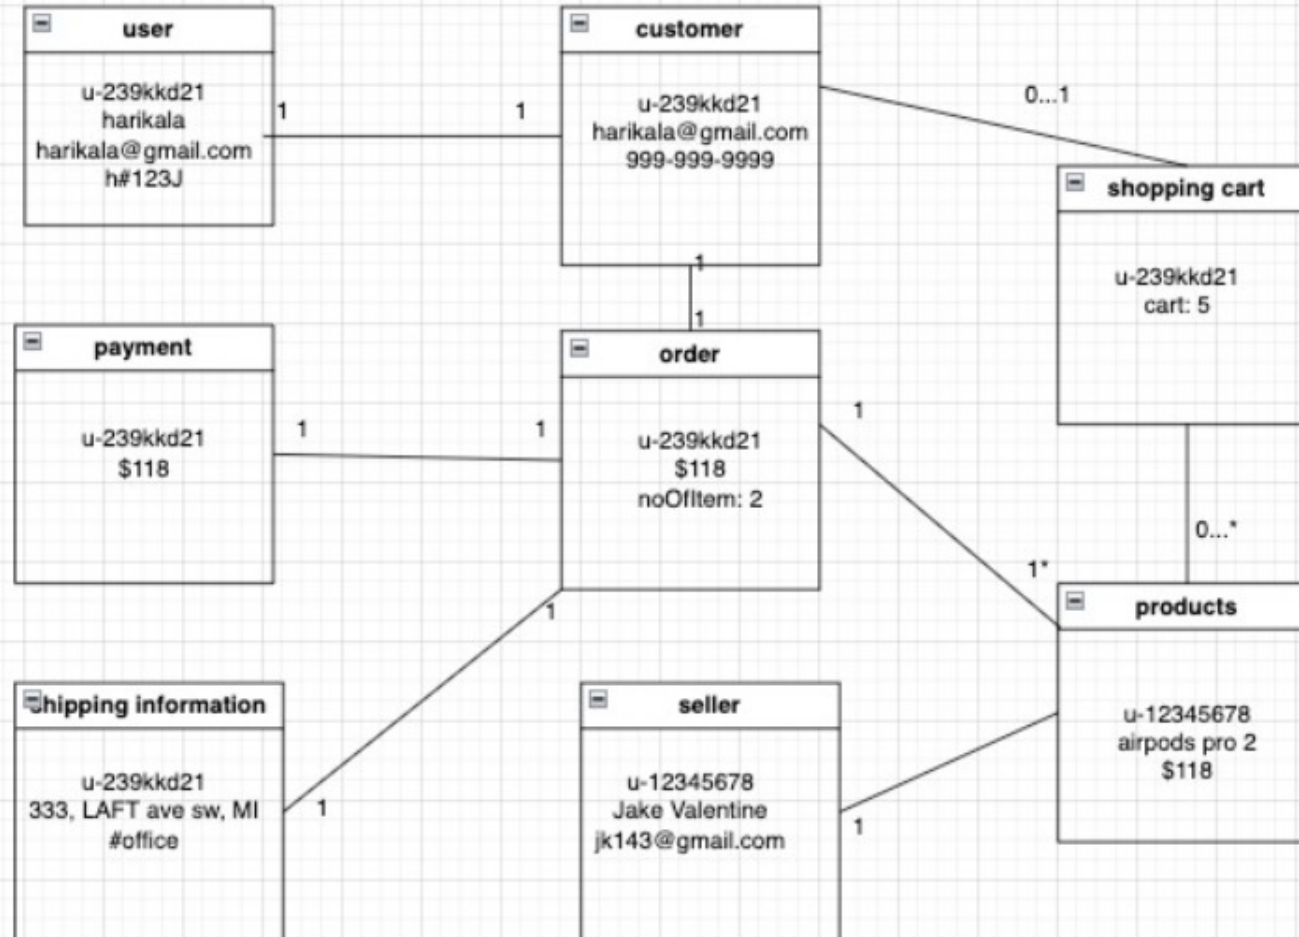 user
u-239kkd21
harikala
harikala@gmail.com
h#123J
1
1
customer
u-239kkd21
harikala@gmail.com
999-999-9999
1
0...1
shopping cart
u-239kkd21
cart: 5
0...*
payment
u-239kkd21
$118
1
1
1
order
u-239kkd21
$118
noOfItem: 2
1
1*
1
1
shipping information
u-239kkd21
333, LAFT ave sw, MI
#office
seller
u-12345678
Jake Valentine
jk143@gmail.com
1
products
u-12345678
airpods pro 2
$118